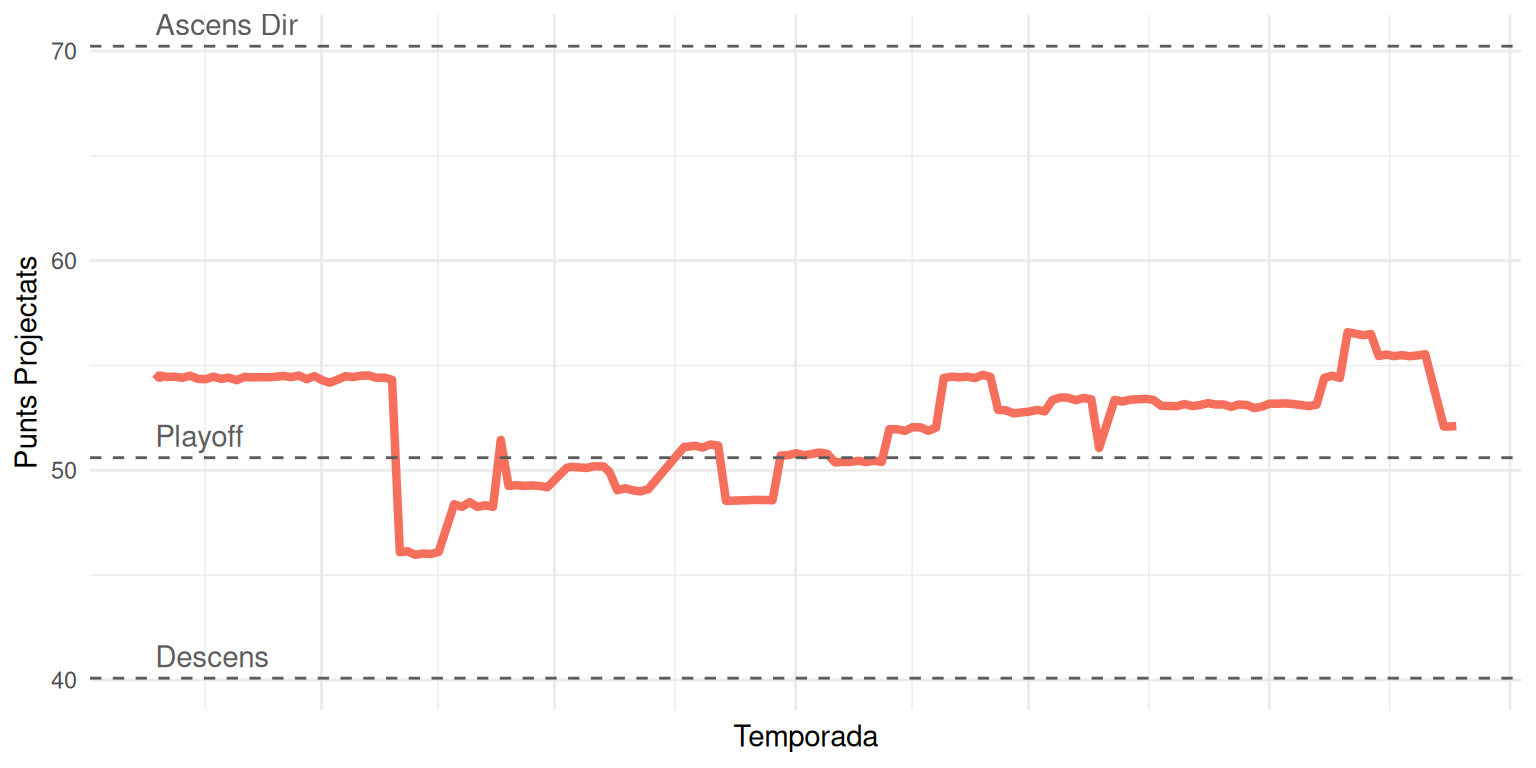 Ascens Dir
70
60
Playoff
50
Descens
40
Punts Projectats
Temporada